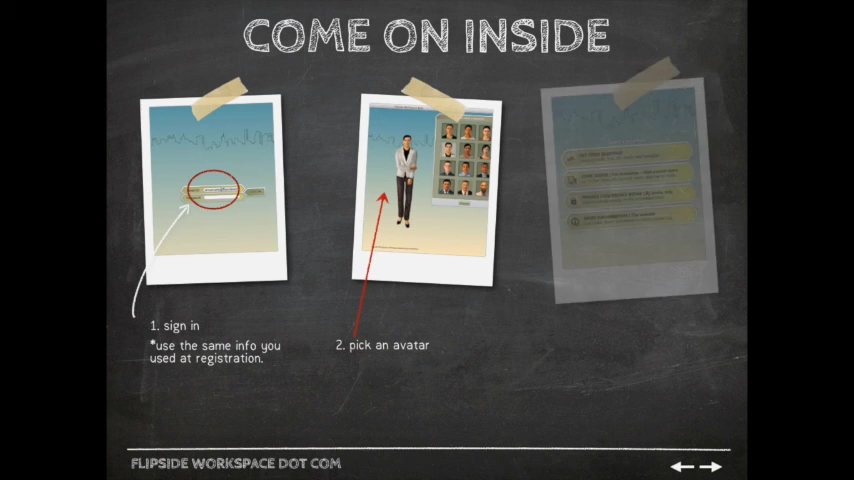 COME ON INSIDE
1. sign in
*use the same info you
used at registration.
2. pick an avatar
FLIPSIDE WORKSPACE DOT COM